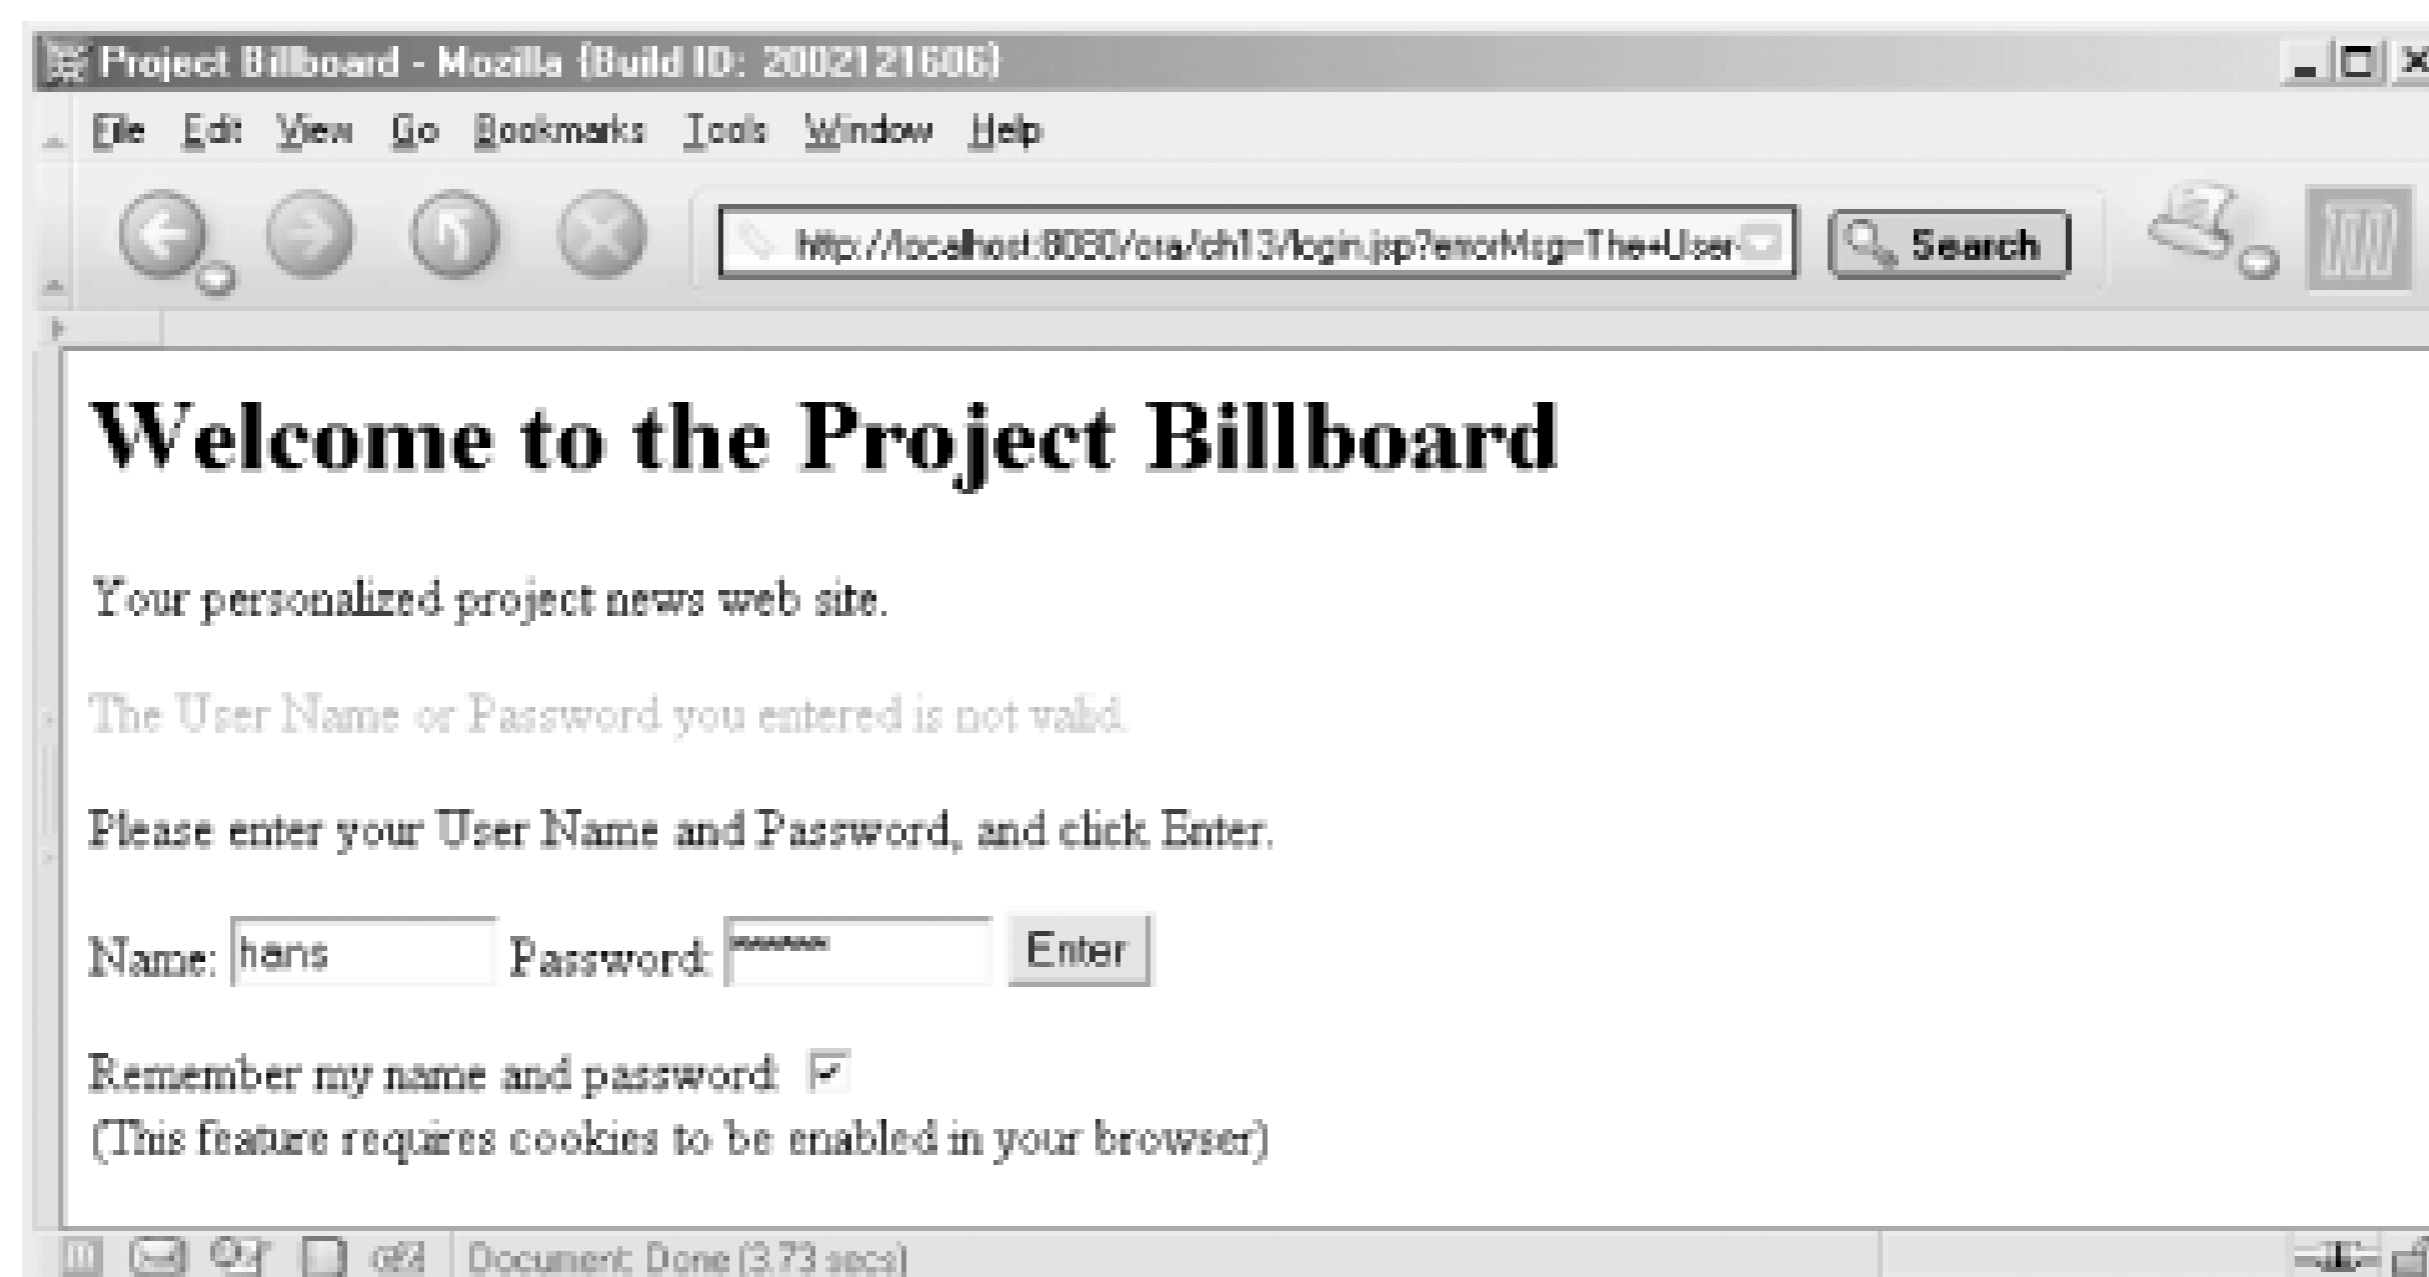 Project Billboard - Mozilla {Build ID: 2002121606}
File Edit View Go Bookmarks Tools Window Help
http://localhost:8080/ora/ch13/login.jsp?errorMsg=The+User
Search
Welcome to the Project Billboard
Your personalized project news web site.
The User Name or Password you entered is not valid.
Please enter your User Name and Password, and click Enter.
Name: hans Password: ****** Enter
Remember my name and password:
(This feature requires cookies to be enabled in your browser)
Document: Done (3.73 secs)